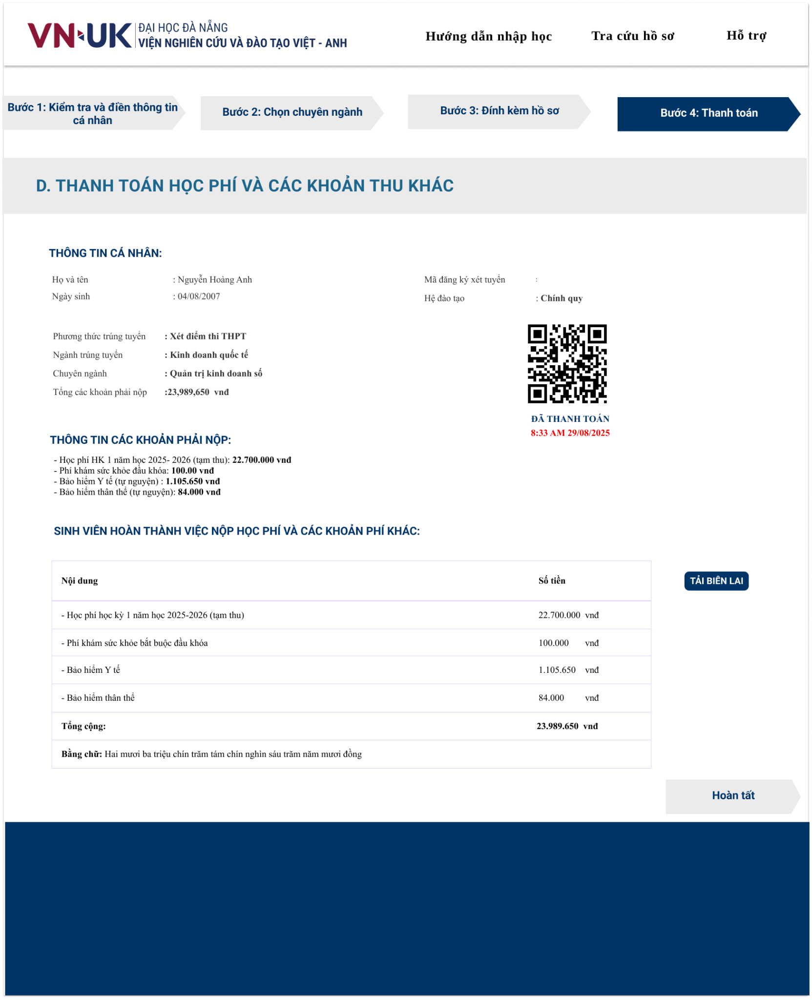 VN UK
ĐẠI HỌC ĐÀ NẴNG
VIỆN NGHIÊN CỨU VÀ ĐÀO TẠO VIỆT - ANH
Hướng dẫn nhập học
Tra cứu hồ sơ
Hỗ trợ
Bước 1: Kiểm tra và điền thông tin
cá nhân
Bước 2: Chọn chuyên ngành
Bước 3: Đính kèm hồ sơ
Bước 4: Thanh toán
D. THANH TOÁN HỌC PHÍ VÀ CÁC KHOẢN THU KHÁC
THÔNG TIN CÁ NHÂN:
Họ và tên : Nguyễn Hoàng Anh
Mã đăng ký xét tuyển :
Ngày sinh : 04/08/2007
Hệ đào tạo : Chính quy
Phương thức trúng tuyển : Xét điểm thi THPT
Ngành trúng tuyển : Kinh doanh quốc tế
Chuyên ngành : Quản trị kinh doanh số
Tổng các khoản phải nộp :23,989,650 vnđ
ĐÃ THANH TOÁN
8:33 AM 29/08/2025
THÔNG TIN CÁC KHOẢN PHẢI NỘP:
- Học phí HK 1 năm học 2025- 2026 (tạm thu): 22.700.000 vnđ
- Phí khám sức khỏe đầu khóa: 100.00 vnđ
- Bảo hiểm Y tế (tự nguyện) : 1.105.650 vnđ
- Bảo hiểm thân thể (tự nguyện): 84.000 vnđ
SINH VIÊN HOÀN THÀNH VIỆC NỘP HỌC PHÍ VÀ CÁC KHOẢN PHÍ KHÁC:
Nội dung Số tiền
TẢI BIÊN LAI
- Học phí học kỳ 1 năm học 2025-2026 (tạm thu) 22.700.000 vnđ
- Phí khám sức khỏe bắt buộc đầu khóa 100.000 vnđ
- Bảo hiểm Y tế 1.105.650 vnđ
- Bảo hiểm thân thể 84.000 vnđ
Tổng cộng: 23.989.650 vnđ
Bằng chữ: Hai mươi ba triệu chín trăm tám chín nghìn sáu trăm năm mươi đồng
Hoàn tất